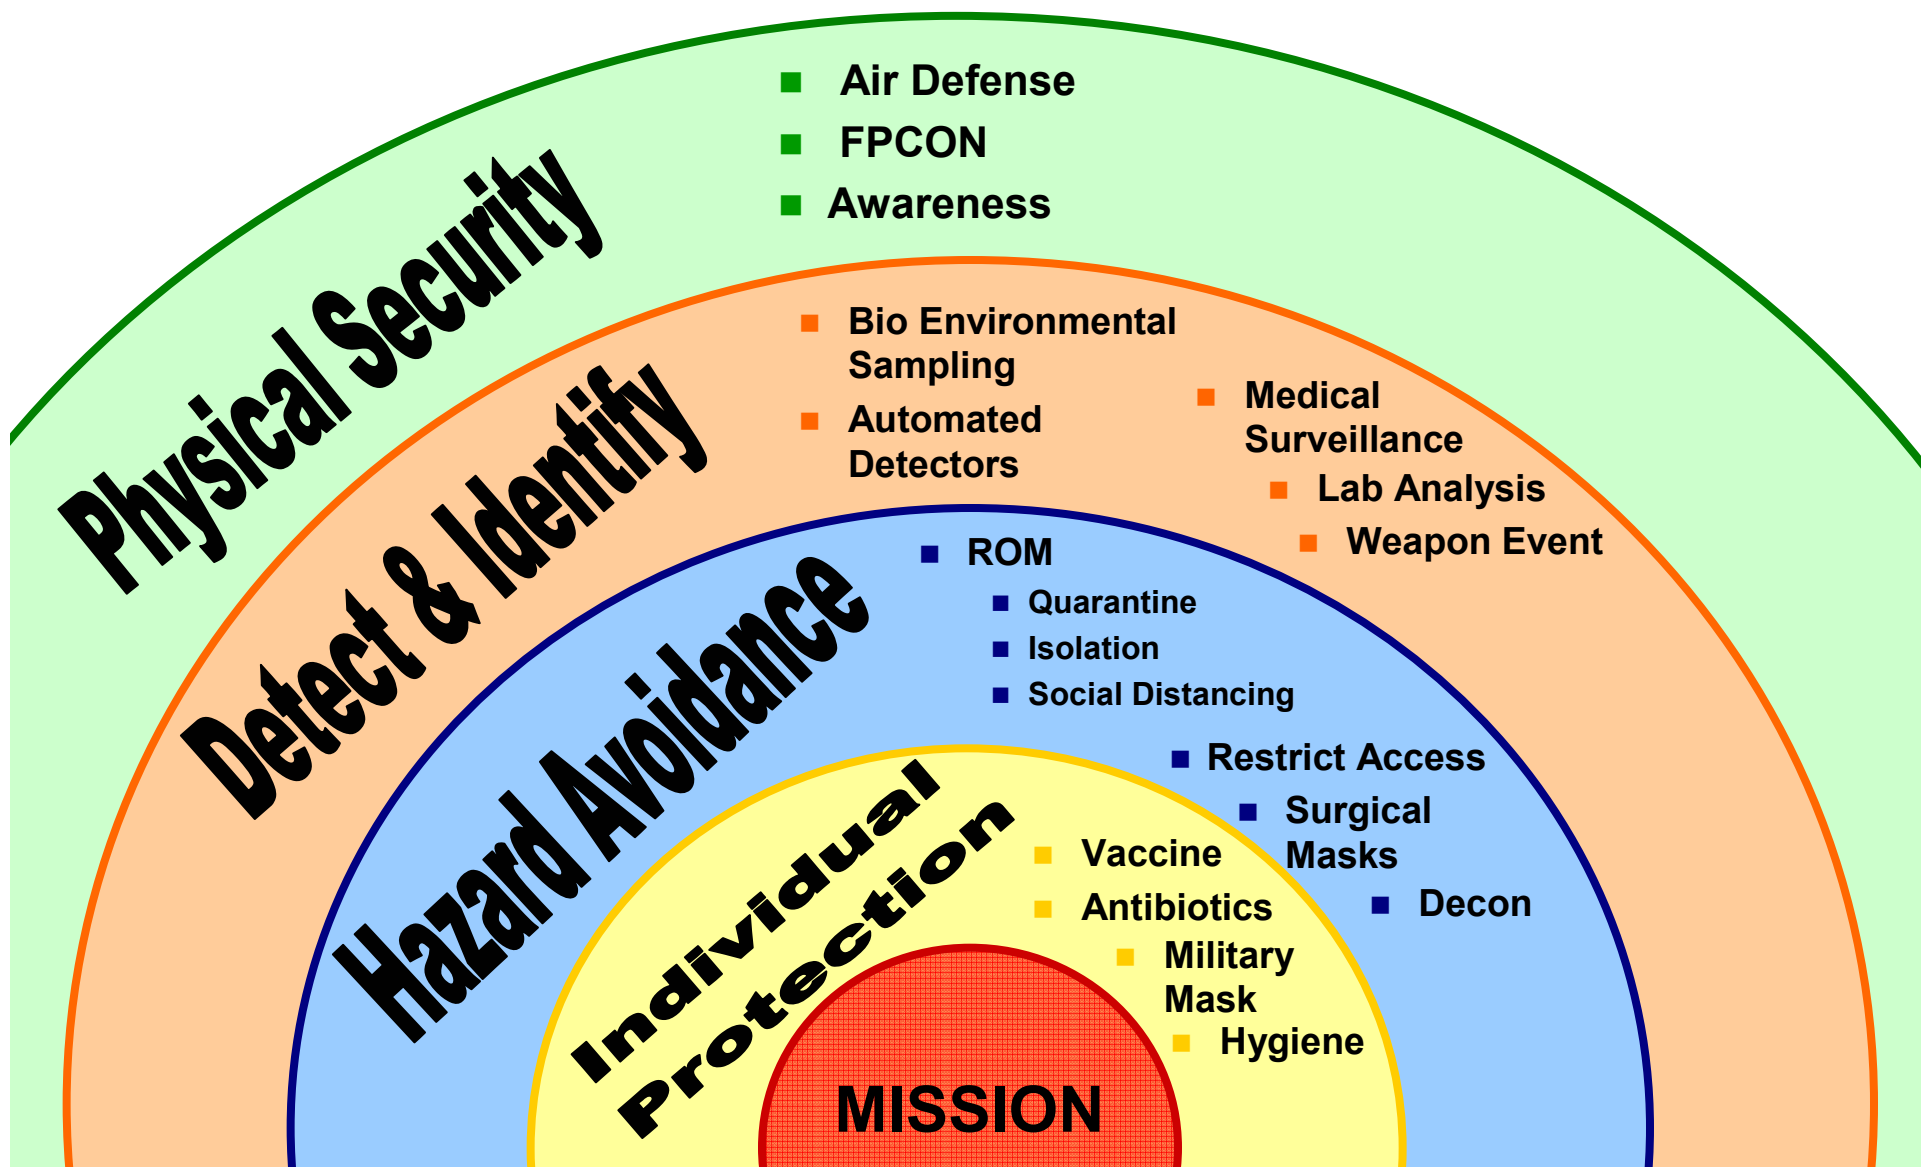 Physical Security
Air Defense
FPCON
Awareness
Detect & Identify
Bio Environmental
Sampling
Automated
Detectors
Medical
Surveillance
Lab Analysis
Weapon Event
Hazard Avoidance
ROM
Quarantine
Isolation
Social Distancing
Restrict Access
Surgical
Masks
Decon
Individual
Protection
Vaccine
Antibiotics
Military
Mask
Hygiene
MISSION